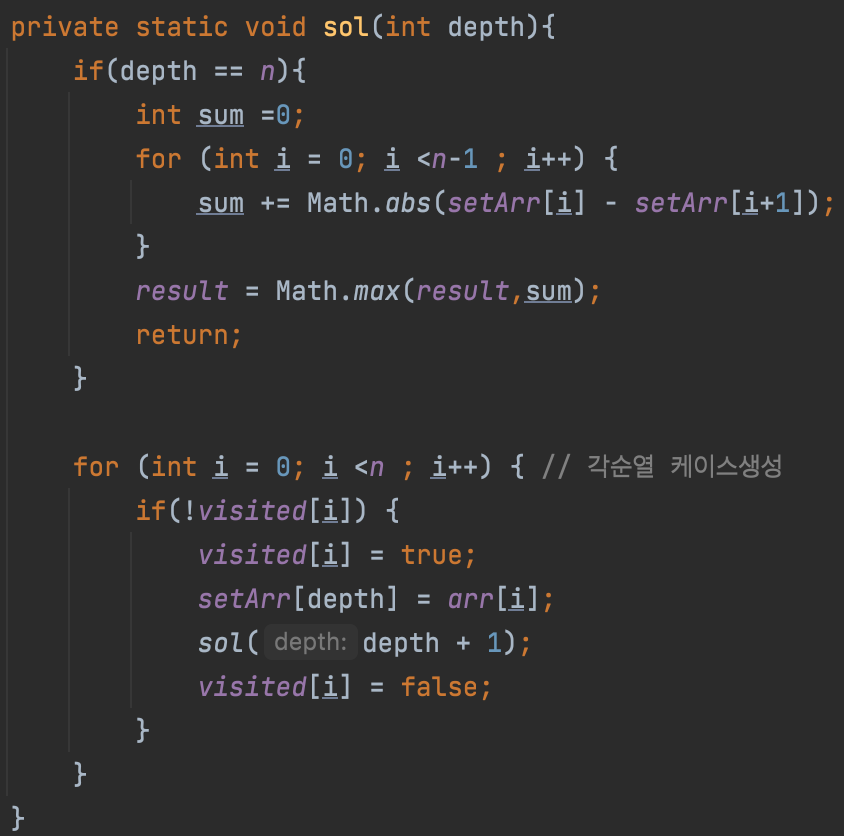 private static void sol(int depth){
    if(depth == n){
        int sum =0;
        for (int i = 0; i <n-1 ; i++) {
            sum += Math.abs(setArr[i] - setArr[i+1]);
        }
        result = Math.max(result,sum);
        return;
    }

    for (int i = 0; i <n ; i++) { // 각순열 케이스생성
        if(!visited[i]) {
            visited[i] = true;
            setArr[depth] = arr[i];
            sol( depth: depth + 1);
            visited[i] = false;
        }
    }
}